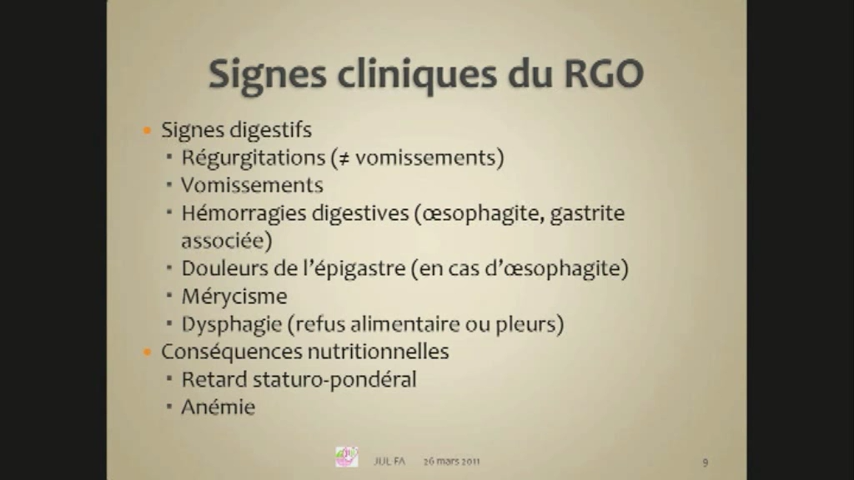 Signes cliniques du RGO
• Signes digestifs
▪ Régurgitations (≠ vomissements)
▪ Vomissements
▪ Hémorragies digestives (œsophagite, gastrite
associée)
▪ Douleurs de l’épigastre (en cas d’œsophagite)
▪ Mérycisme
▪ Dysphagie (refus alimentaire ou pleurs)
• Conséquences nutritionnelles
▪ Retard staturo-pondéral
▪ Anémie
JUL FA 26 mars 2011 9